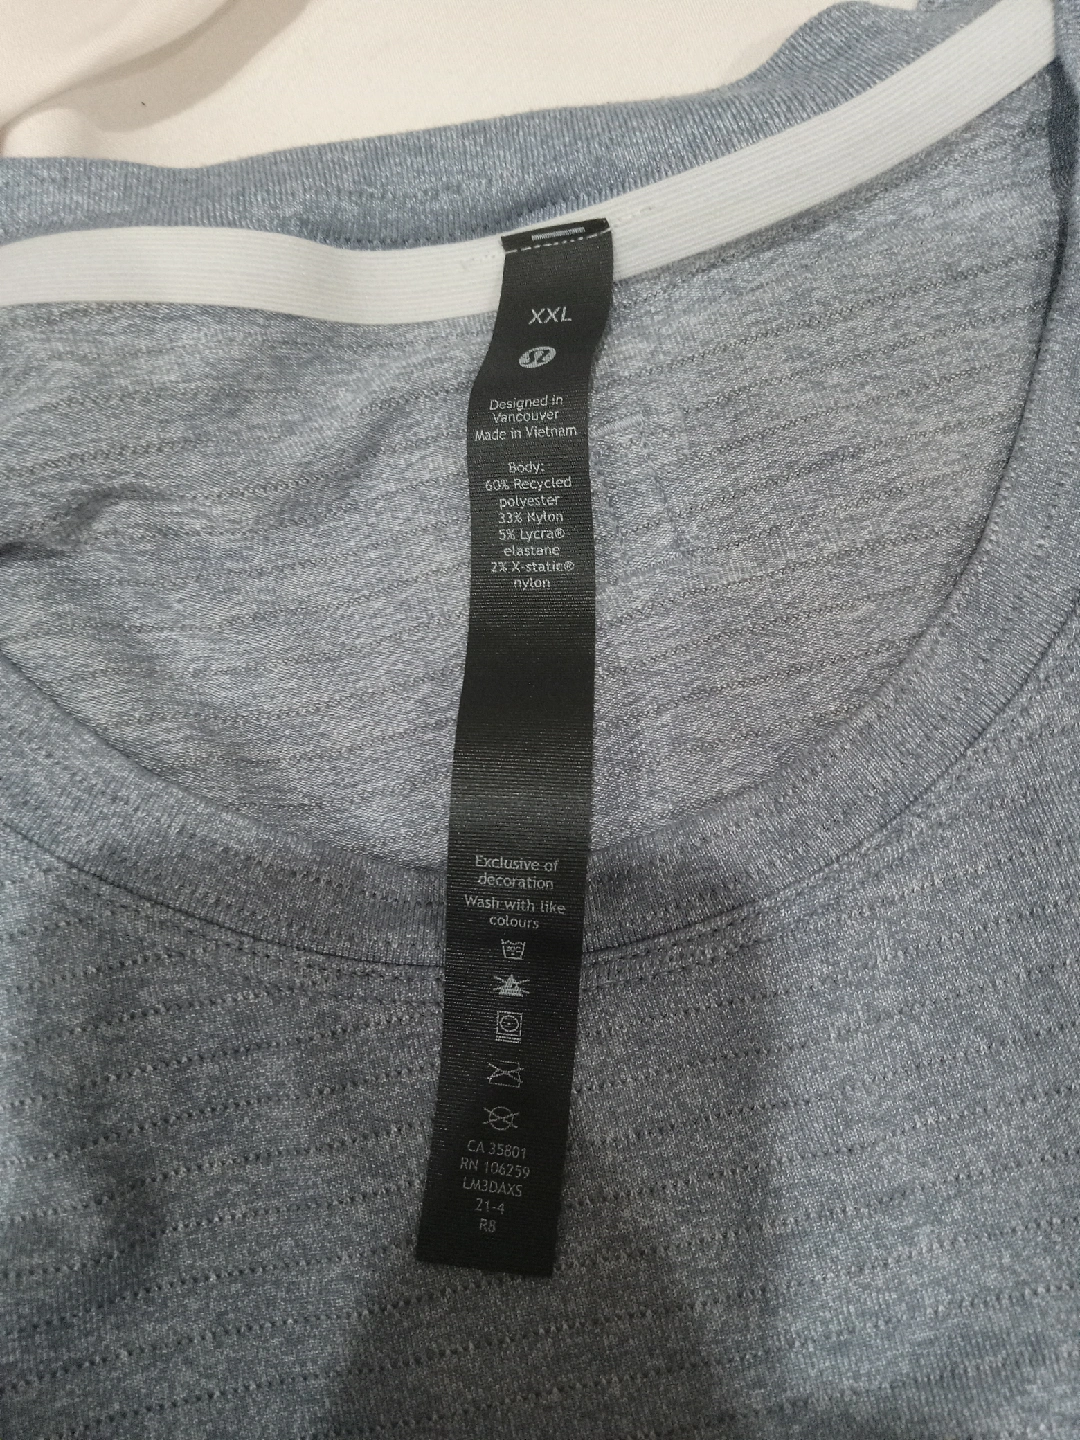 XXL
Designed in
Vancouver
Made in Vietnam
Body:
60% Recycled
polyester
33% Nylon
5% Lycra®
elastane
2% X-static®
nylon
Exclusive of
decoration
Wash with like
colours
CA 35801
RN 106259
LM3DAXS
21-4
R8